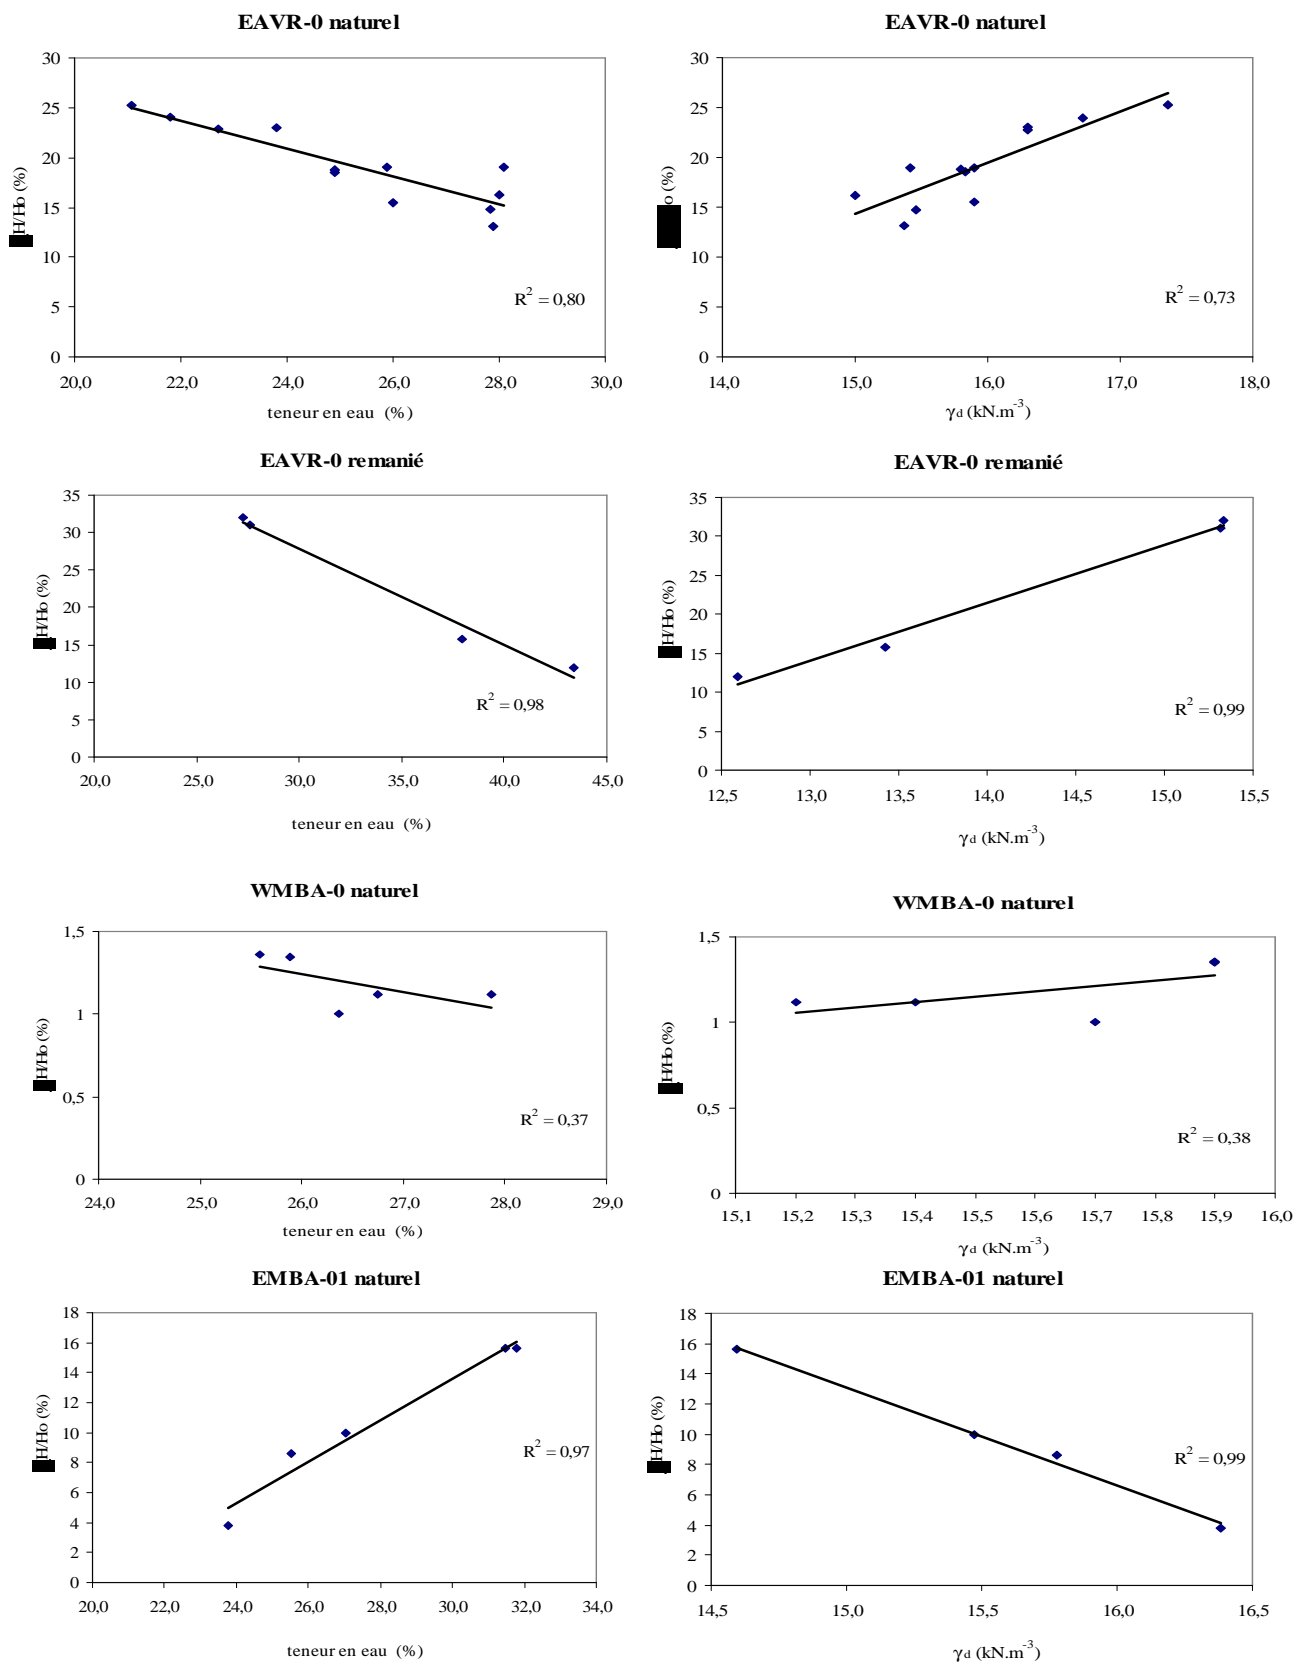 EAVR-0 naturel
30
25
20
15
10
5
0
H/Ho (%)
R² = 0,80
20,0 22,0 24,0 26,0 28,0 30,0
teneur en eau (%)
EAVR-0 naturel
30
25
20
15
10
5
0
o (%)
R² = 0,73
14,0 15,0 16,0 17,0 18,0
γd (kN.m⁻³)
EAVR-0 remanié
35
30
25
20
15
10
5
0
H/Ho (%)
R² = 0,98
20,0 25,0 30,0 35,0 40,0 45,0
teneur en eau (%)
EAVR-0 remanié
35
30
25
20
15
10
5
0
H/Ho (%)
R² = 0,99
12,5 13,0 13,5 14,0 14,5 15,0 15,5
γd (kN.m⁻³)
WMBA-0 naturel
1,5
1
0,5
0
H/Ho (%)
R² = 0,37
24,0 25,0 26,0 27,0 28,0 29,0
teneur en eau (%)
WMBA-0 naturel
1,5
1
0,5
0
H/Ho (%)
R² = 0,38
15,1 15,2 15,3 15,4 15,5 15,6 15,7 15,8 15,9 16,0
γd (kN.m⁻³)
EMBA-01 naturel
18
16
14
12
10
8
6
4
2
0
H/Ho (%)
R² = 0,97
20,0 22,0 24,0 26,0 28,0 30,0 32,0 34,0
teneur en eau (%)
EMBA-01 naturel
18
16
14
12
10
8
6
4
2
0
H/Ho (%)
R² = 0,99
14,5 15,0 15,5 16,0 16,5
γd (kN.m⁻³)